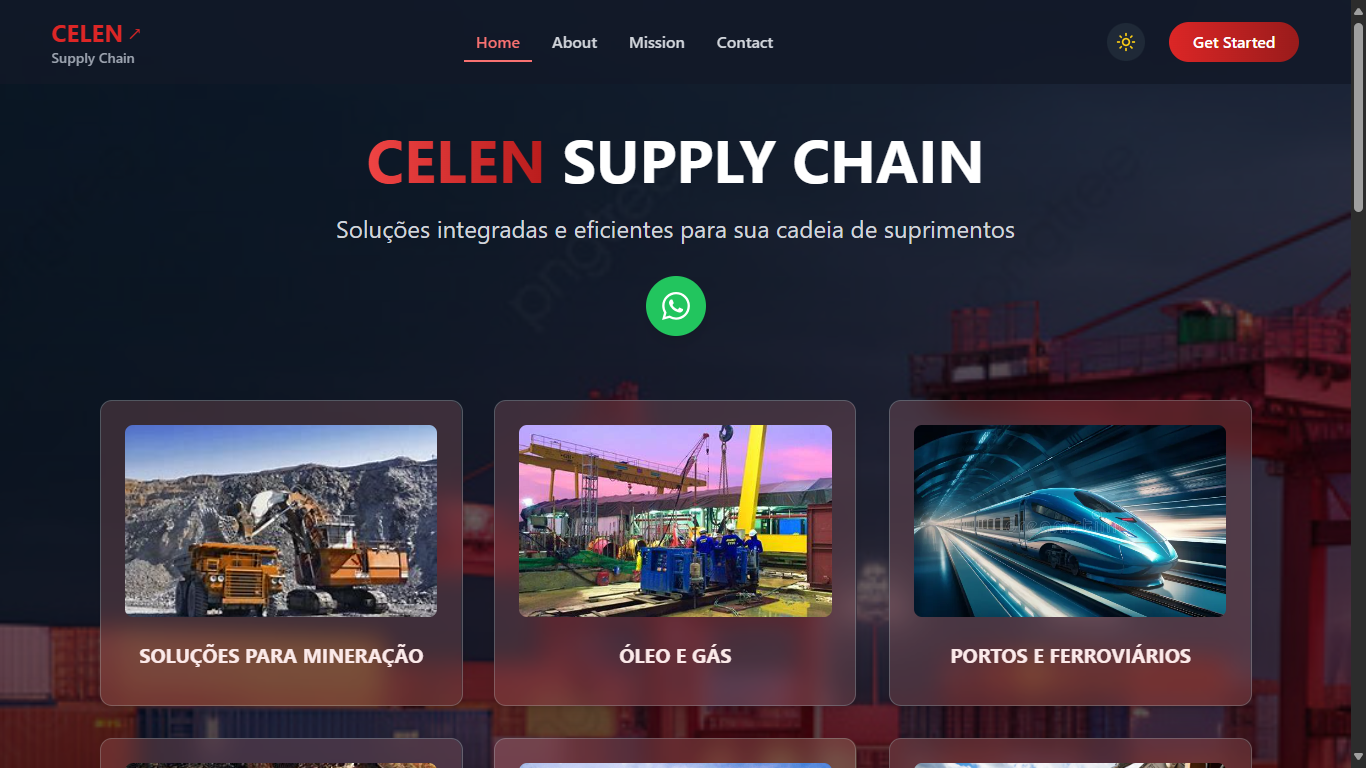 CELEN ↗
Supply Chain
Home About Mission Contact
Get Started
CELEN SUPPLY CHAIN
Soluções integradas e eficientes para sua cadeia de suprimentos
pngtree
SOLUÇÕES PARA MINERAÇÃO
ÓLEO E GÁS
PORTOS E FERROVIÁRIOS